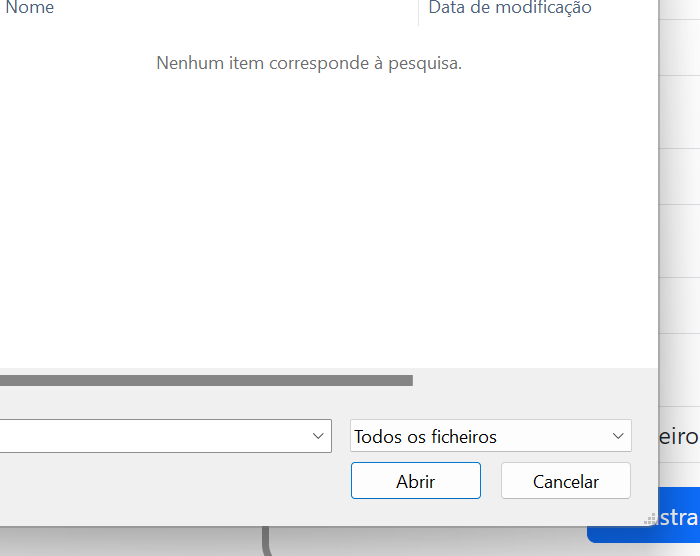 Nome Data de modificação
Nenhum item corresponde à pesquisa.
Todos os ficheiros
eiro
Abrir Cancelar
stra